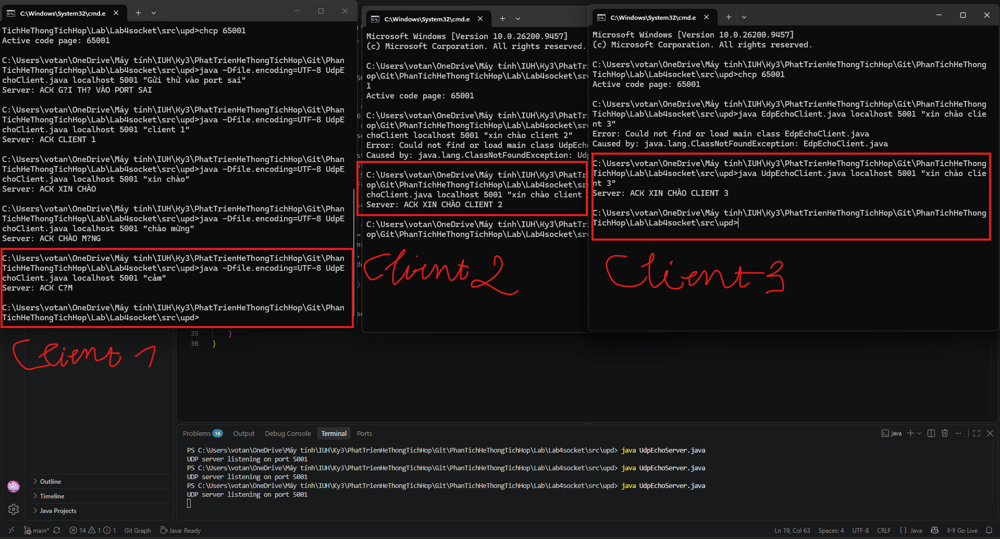 C:\Windows\System32\cmd.e
TichHeThongTichHop\Lab\Lab4socket\src\upd>chcp 65001
Active code page: 65001
C:\Users\votan\OneDrive\Máy tính\IUH\Ky3\PhatTrienHeThongTichHop\Git\Phan
TichHeThongTichHop\Lab\Lab4socket\src\upd>java -Dfile.encoding=UTF-8 UdpE
choClient.java localhost 5001 "Gửi thử vào port sai"
Server: ACK G?I TH? VÀO PORT SAI
C:\Users\votan\OneDrive\Máy tính\IUH\Ky3\PhatTrienHeThongTichHop\Git\Phan
TichHeThongTichHop\Lab\Lab4socket\src\upd>java -Dfile.encoding=UTF-8 UdpE
choClient.java localhost 5001 "client 1"
Server: ACK CLIENT 1
C:\Users\votan\OneDrive\Máy tính\IUH\Ky3\PhatTrienHeThongTichHop\Git\Phan
TichHeThongTichHop\Lab\Lab4socket\src\upd>java -Dfile.encoding=UTF-8 UdpE
choClient.java localhost 5001 "xin chào"
Server: ACK XIN CHÀO
C:\Users\votan\OneDrive\Máy tính\IUH\Ky3\PhatTrienHeThongTichHop\Git\Phan
TichHeThongTichHop\Lab\Lab4socket\src\upd>java -Dfile.encoding=UTF-8 UdpE
choClient.java localhost 5001 "chào mừng"
Server: ACK CHÀO M?NG
C:\Users\votan\OneDrive\Máy tính\IUH\Ky3\PhatTrienHeThongTichHop\Git\Phan
TichHeThongTichHop\Lab\Lab4socket\src\upd>java -Dfile.encoding=UTF-8 UdpE
choClient.java localhost 5001 "cảm"
Server: ACK C?M
C:\Users\votan\OneDrive\Máy tính\IUH\Ky3\PhatTrienHeThongTichHop\Git\Phan
TichHeThongTichHop\Lab\Lab4socket\src\upd>
Client 1
C:\Windows\System32\cmd.e
Microsoft Windows [Version 10.0.26200.9457]
(c) Microsoft Corporation. All rights reserved.
C:\Users\votan\OneDrive\Máy tính\IUH\Ky3\PhatTr
op\Git\PhanTichHeThongTichHop\Lab\Lab4socket\sr
1
Active code page: 65001
C:\Users\votan\OneDrive\Máy tính\IUH\Ky3\PhatTr
op\Git\PhanTichHeThongTichHop\Lab\Lab4socket\sr
choClient localhost 5001 "xin chào client 2"
Error: Could not find or load main class UdpEch
Caused by: java.lang.ClassNotFoundException: Ud
C:\Users\votan\OneDrive\Máy tính\IUH\Ky3\PhatTr
op\Git\PhanTichHeThongTichHop\Lab\Lab4socket\sr
choClient.java localhost 5001 "xin chào client
Server: ACK XIN CHÀO CLIENT 2
C:\Users\votan\OneDrive\Máy tính\IUH\Ky3\PhatTr
op\Git\PhanTichHeThongTichHop\Lab\Lab4socket\sr
Client 2
C:\Windows\System32\cmd.e
Microsoft Windows [Version 10.0.26200.9457]
(c) Microsoft Corporation. All rights reserved.
C:\Users\votan\OneDrive\Máy tính\IUH\Ky3\PhatTrienHeThongTichHop\Git\PhanTichHeThong
TichHop\Lab\Lab4socket\src\upd>chcp 65001
Active code page: 65001
C:\Users\votan\OneDrive\Máy tính\IUH\Ky3\PhatTrienHeThongTichHop\Git\PhanTichHeThong
TichHop\Lab\Lab4socket\src\upd>java EdpEchoClient.java localhost 5001 "xin chào clie
nt 3"
Error: Could not find or load main class EdpEchoClient.java
Caused by: java.lang.ClassNotFoundException: EdpEchoClient.java
C:\Users\votan\OneDrive\Máy tính\IUH\Ky3\PhatTrienHeThongTichHop\Git\PhanTichHeThong
TichHop\Lab\Lab4socket\src\upd>java UdpEchoClient.java localhost 5001 "xin chào clie
nt 3"
Server: ACK XIN CHÀO CLIENT 3
C:\Users\votan\OneDrive\Máy tính\IUH\Ky3\PhatTrienHeThongTichHop\Git\PhanTichHeThong
TichHop\Lab\Lab4socket\src\upd>
Client 3
35 }
36 }
Problems 16 Output Debug Console Terminal Ports
java
PS C:\Users\votan\OneDrive\Máy tính\IUH\Ky3\PhatTrienHeThongTichHop\Git\PhanTichHeThongTichHop\Lab\Lab4socket\src\upd> java UdpEchoServer.java
UDP server listening on port 5001
PS C:\Users\votan\OneDrive\Máy tính\IUH\Ky3\PhatTrienHeThongTichHop\Git\PhanTichHeThongTichHop\Lab\Lab4socket\src\upd> java UdpEchoServer.java
UDP server listening on port 5001
PS C:\Users\votan\OneDrive\Máy tính\IUH\Ky3\PhatTrienHeThongTichHop\Git\PhanTichHeThongTichHop\Lab\Lab4socket\src\upd> java UdpEchoServer.java
UDP server listening on port 5001
Outline
Timeline
Java Projects
main* 14 1 1 Git Graph Java: Ready
Ln 19, Col 63 Spaces: 4 UTF-8 CRLF { } Java Go Live